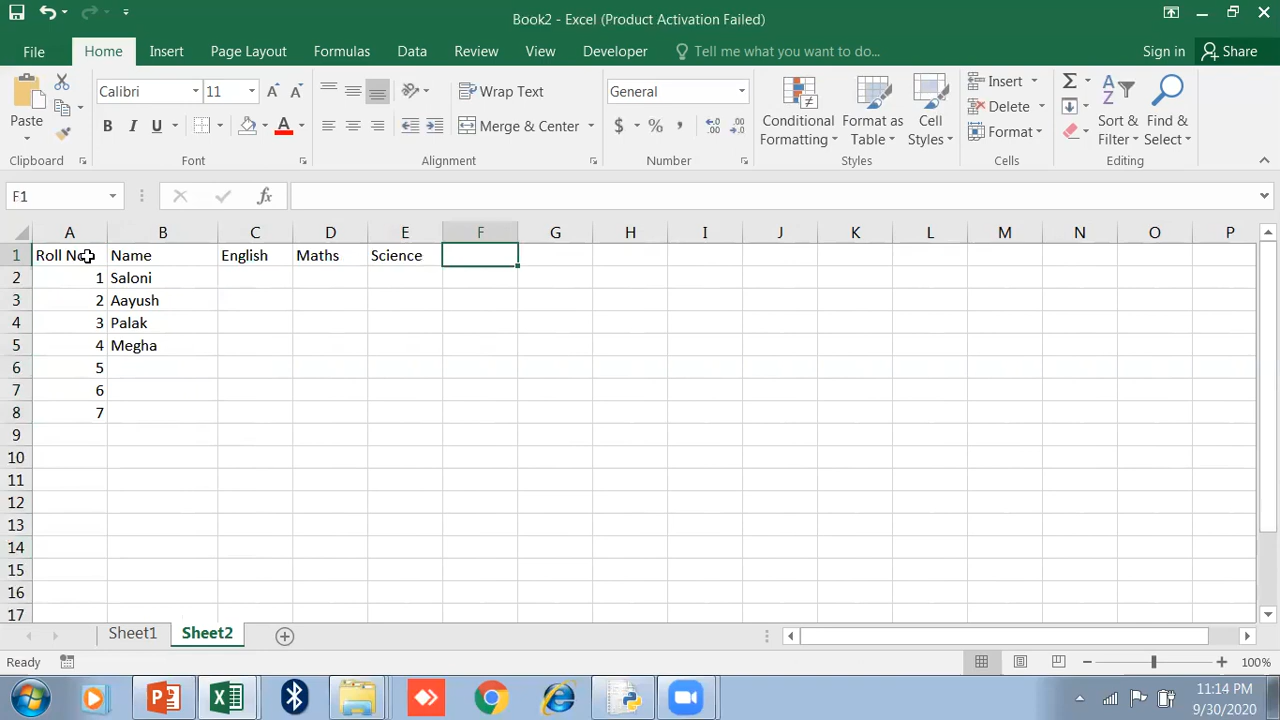 Book2 - Excel (Product Activation Failed)
File Home Insert Page Layout Formulas Data Review View Developer Tell me what you want to do... Sign in Share
Paste
Clipboard
Calibri 11
B I U A
Font
Wrap Text
Merge & Center
Alignment
General
$ % ,
Number
Conditional Formatting
Format as Table
Cell Styles
Styles
Insert
Delete
Format
Cells
Sort & Filter
Find & Select
Editing
F1 fx
A B C D E F G H I J K L M N O P
1 Roll No Name English Maths Science
2 1 Saloni
3 2 Aayush
4 3 Palak
5 4 Megha
6 5
7 6
8 7
9
10
11
12
13
14
15
16
17
Sheet1 Sheet2
Ready 100%
11:14 PM
9/30/2020